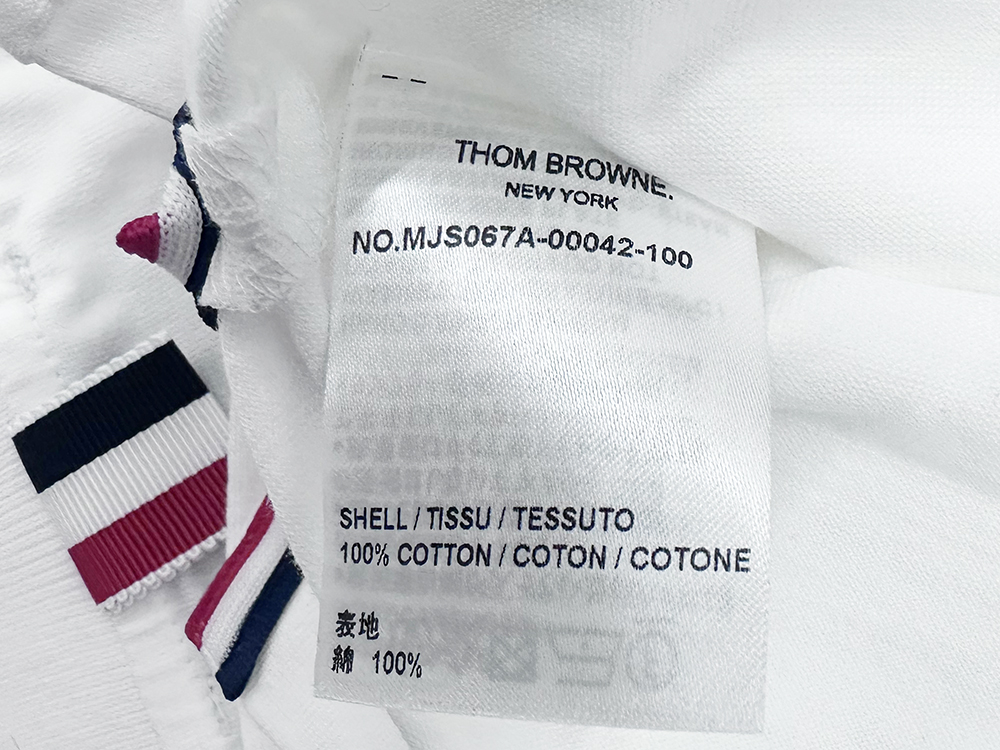 THOM BROWNE.
NEW YORK
NO.MJS067A-00042-100
SHELL / TISSU / TESSUTO
100% COTTON / COTON / COTONE
表地
綿 100%